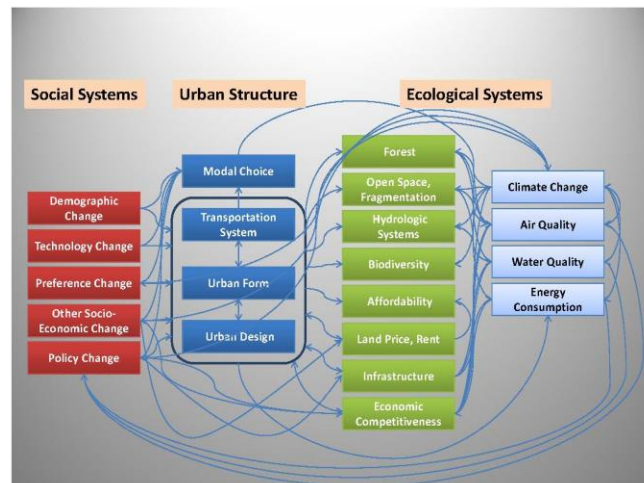 Social Systems
Urban Structure
Ecological Systems
Modal Choice
Transportation
System
Urban Form
Urban Design
Demographic
Change
Technology Change
Preference Change
Other Socio-
Economic Change
Policy Change
Forest
Open Space,
Fragmentation
Hydrologic
Systems
Biodiversity
Affordability
Land Price, Rent
Infrastructure
Economic
Competitiveness
Climate Change
Air Quality
Water Quality
Energy
Consumption